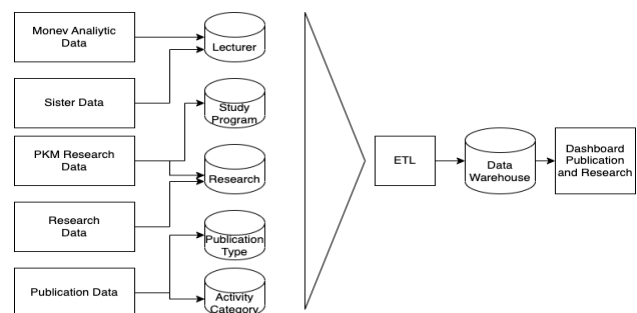 Monev Analytic
Data
Lecturer
Sister Data
Study
Program
PKM Research
Data
Research
Research
Data
Publication
Type
Publication Data
Activity
Category
ETL
Data
Warehouse
Dashboard
Publication
and Research